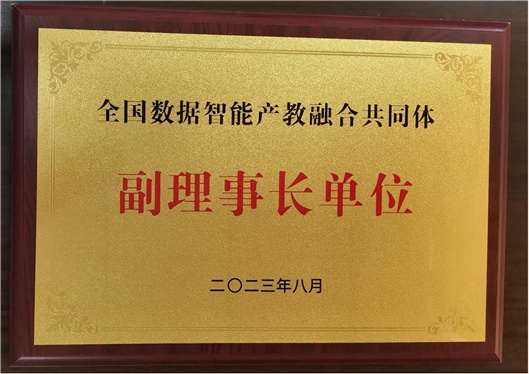 全国数据智能产教融合共同体
副理事长单位
二〇二三年八月